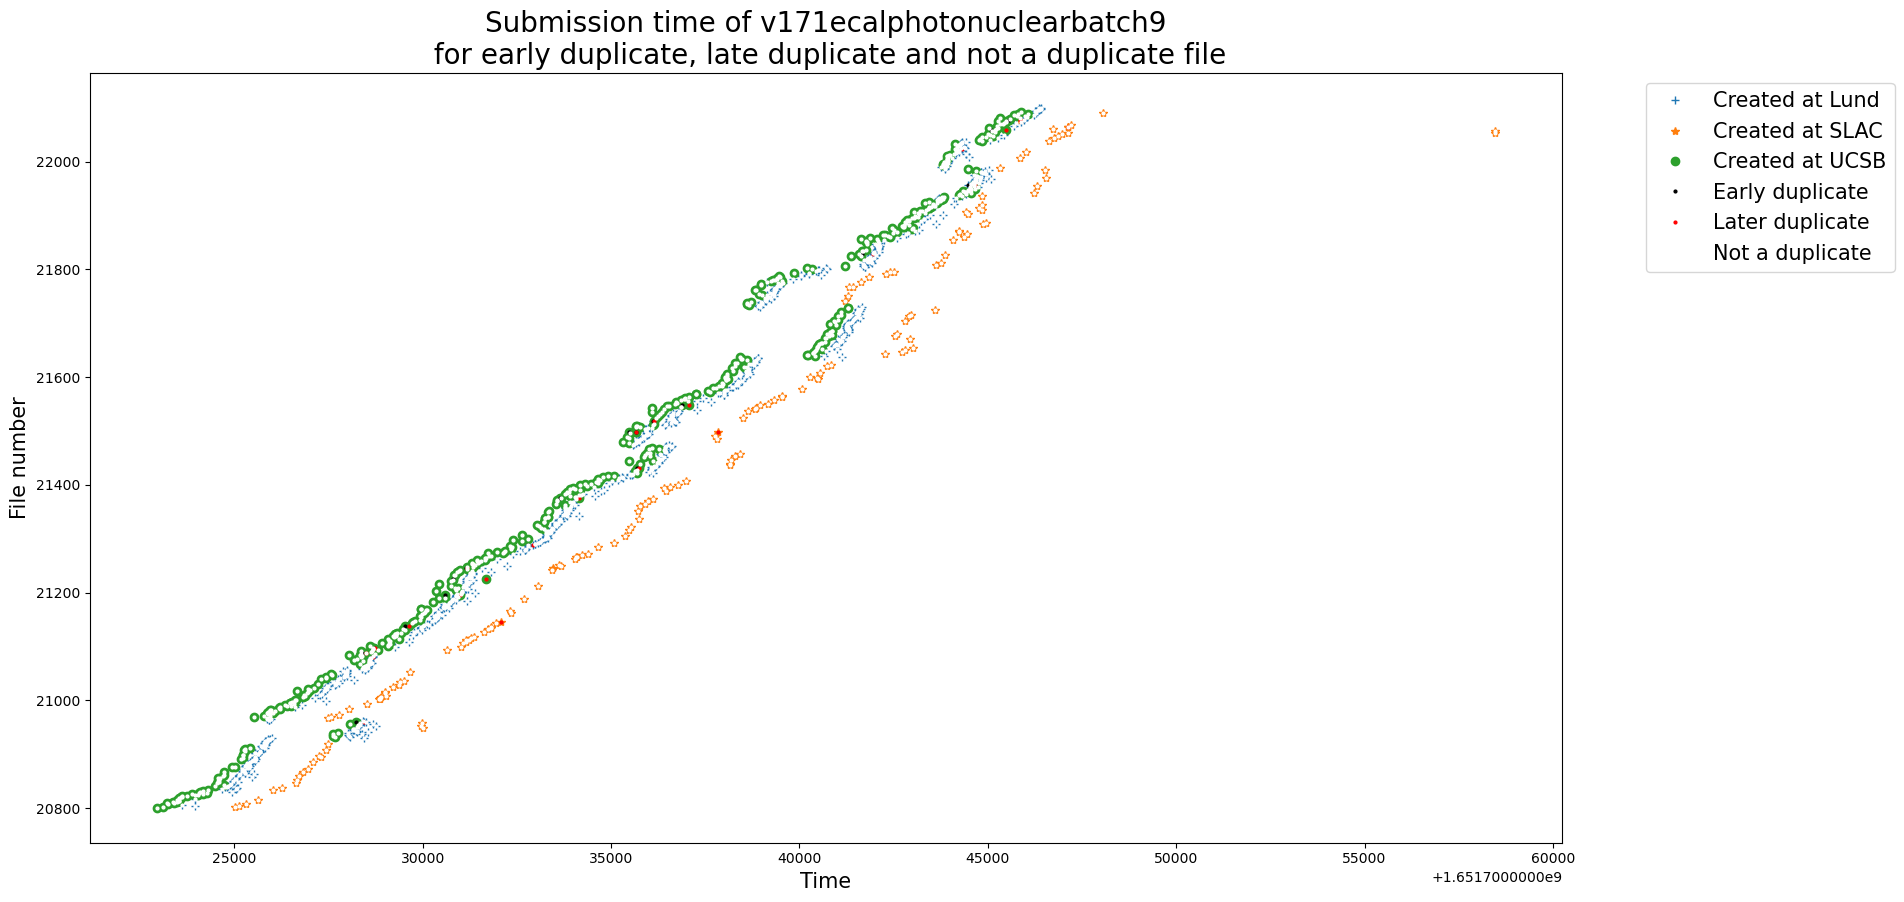 Submission time of v171ecalphotonuclearbatch9
for early duplicate, late duplicate and not a duplicate file
Created at Lund
Created at SLAC
Created at UCSB
Early duplicate
Later duplicate
Not a duplicate
File number
22000
21800
21600
21400
21200
21000
20800
25000
30000
35000
40000
45000
50000
55000
60000
Time
+1.6517000000e9